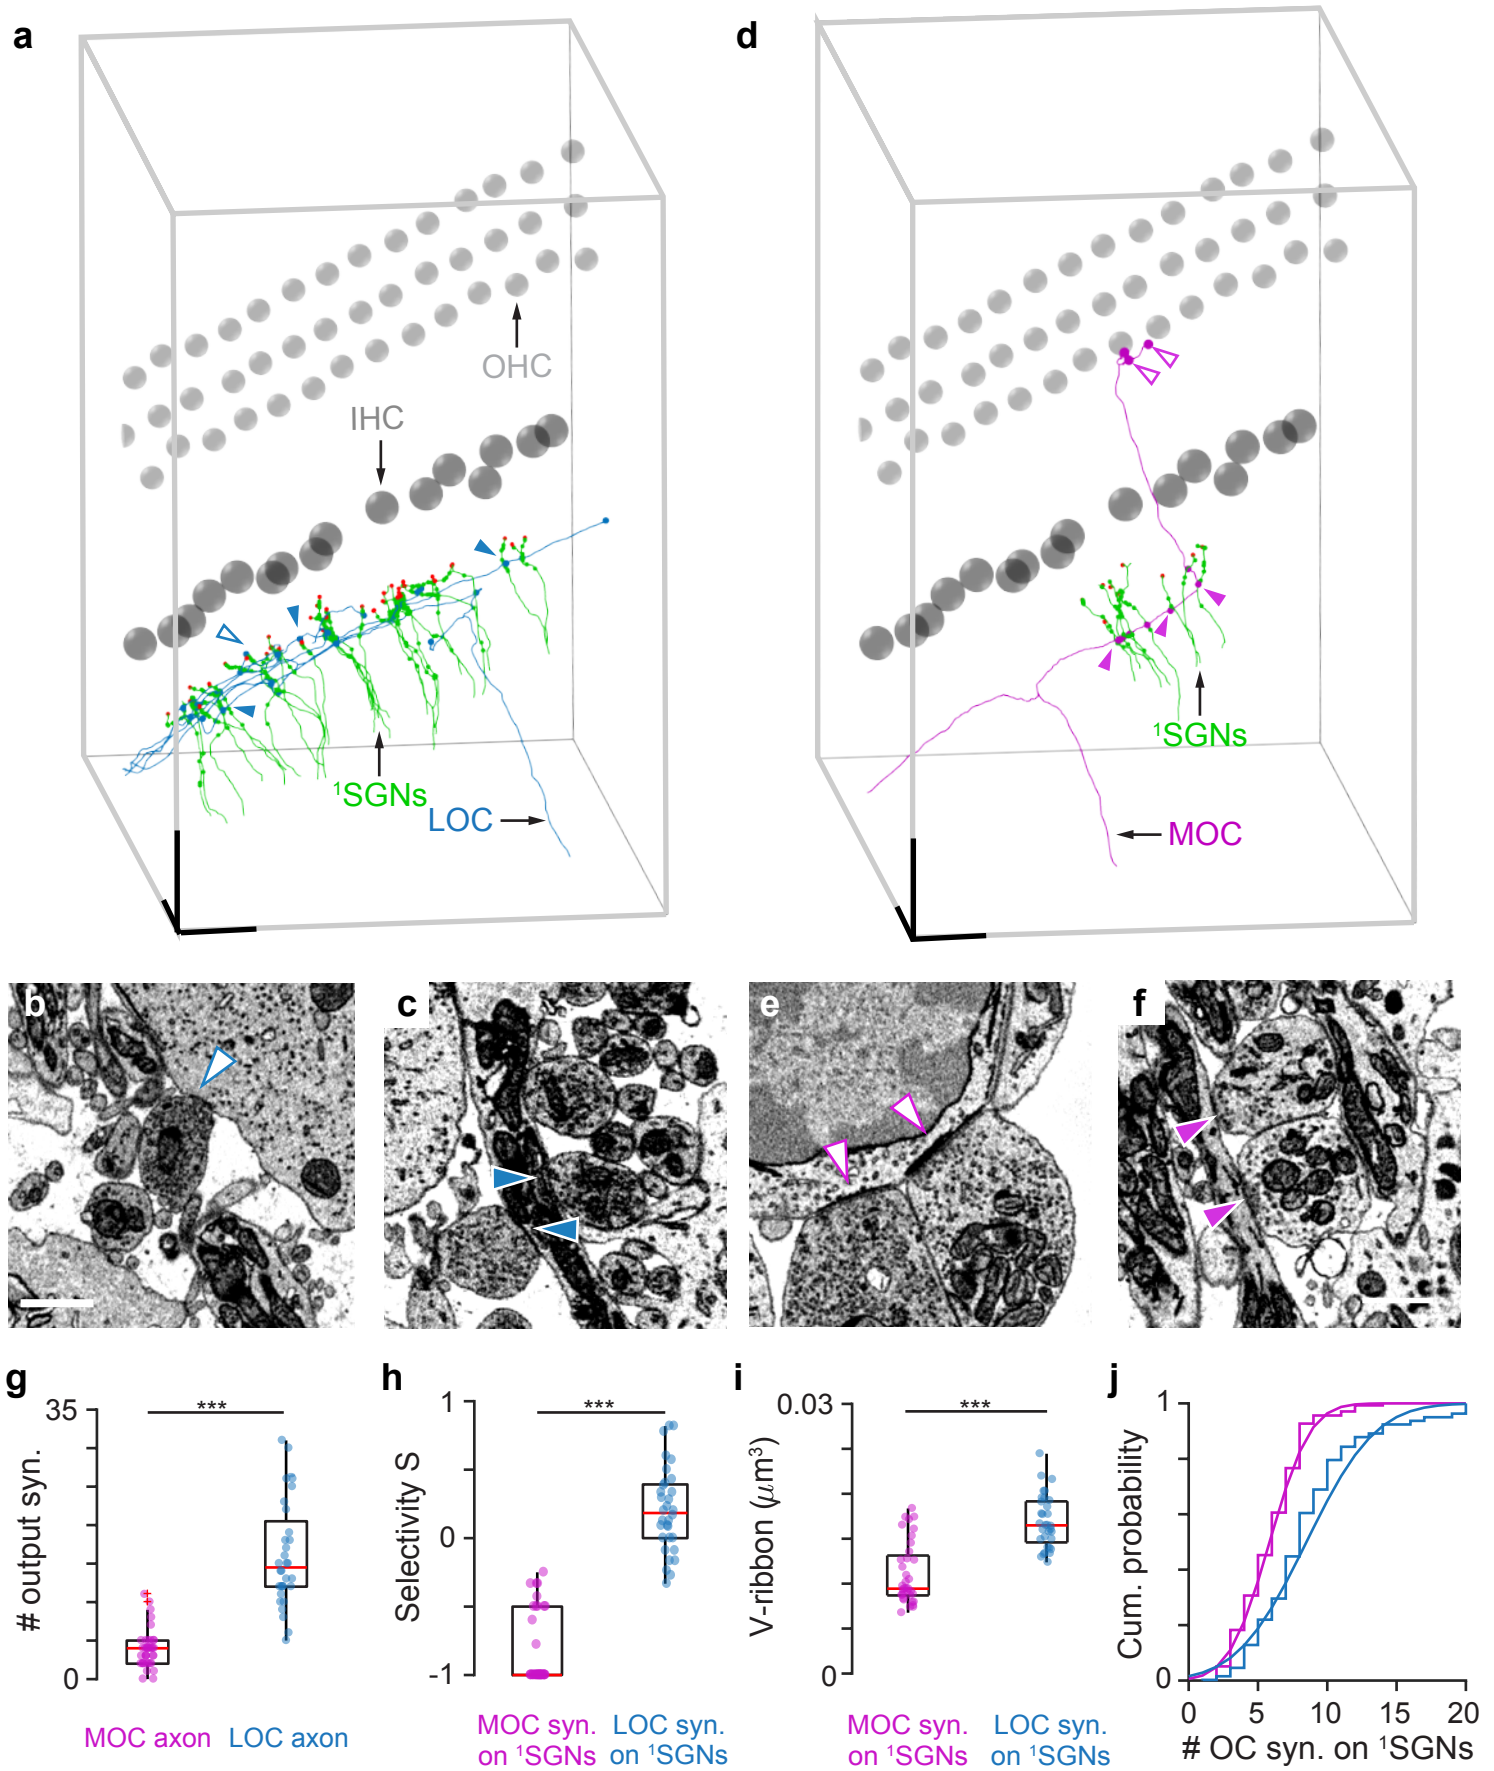 a
d
OHC
IHC
¹SGNs
LOC
¹SGNs
MOC
b
c
e
f
g
h
i
j
35
***
# output syn.
0
MOC axon
LOC axon
1
***
Selectivity S
0
-1
MOC syn.
on ¹SGNs
LOC syn.
on ¹SGNs
0.03
***
V-ribbon (μm³)
0
MOC syn.
on ¹SGNs
LOC syn.
on ¹SGNs
1
Cum. probability
0
0 5 10 15 20
# OC syn. on ¹SGNs